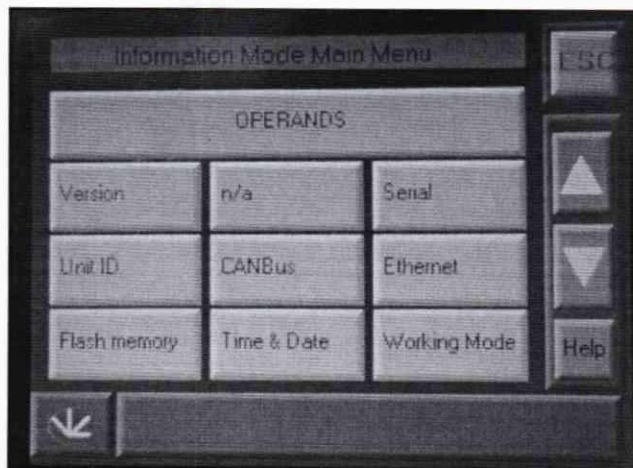 Information Mode Main Menu
ESC
OPERANDS
Version
n/a
Serial
Unit ID
CANBus
Ethernet
Flash memory
Time & Date
Working Mode
Help